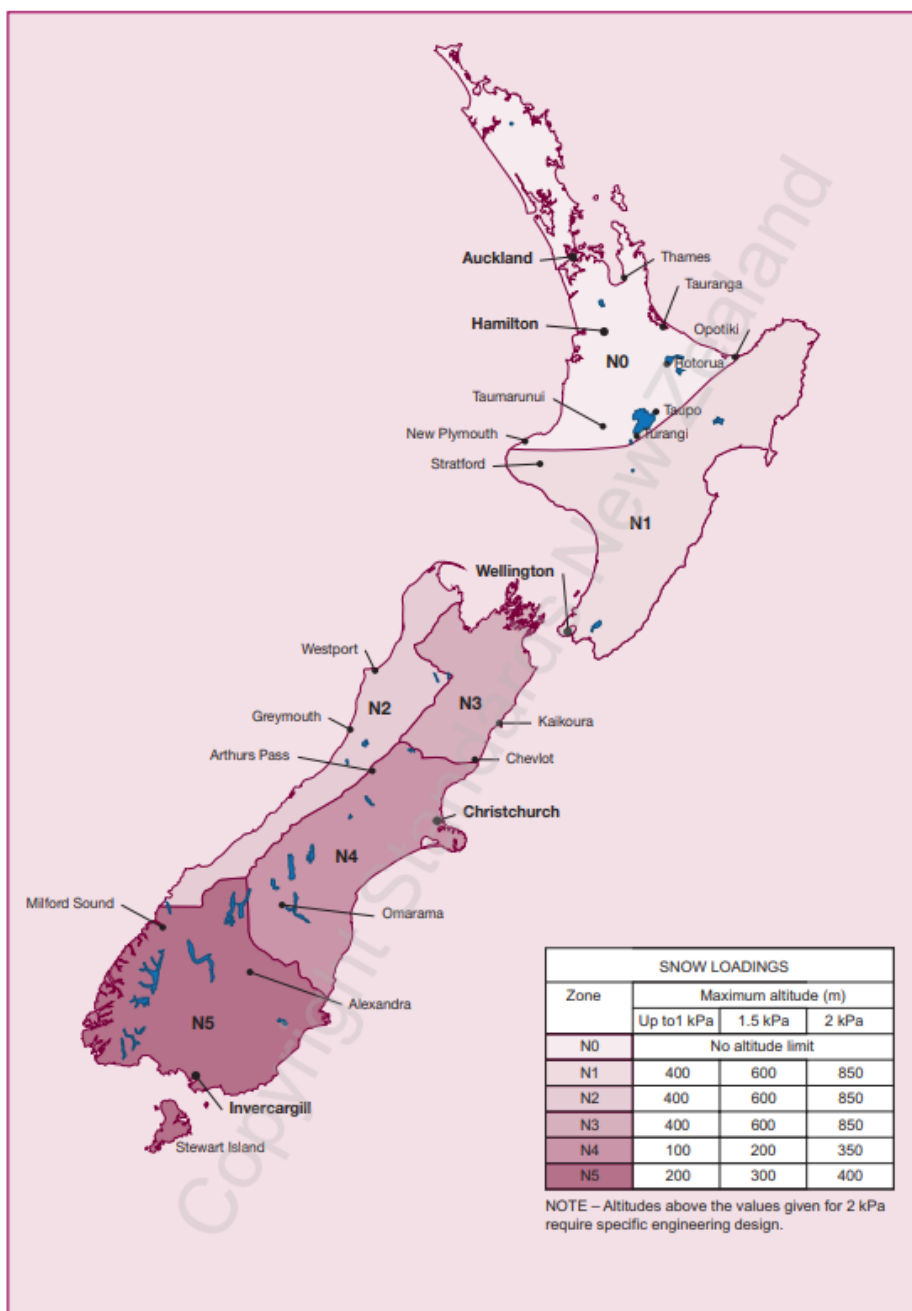 Auckland
Thames
Tauranga
Hamilton
Opotiki
N0
Rotorua
Taumarunui
Taupo
New Plymouth
Turangi
Stratford
N1
Wellington
Westport
N2
N3
Greymouth
Kaikoura
Arthurs Pass
Chevlot
Christchurch
N4
Milford Sound
Omarama
Alexandra
N5
Invercargill
Stewart Island
Copyright Standards New Zealand
SNOW LOADINGS
Zone Maximum altitude (m)
Up to1 kPa 1.5 kPa 2 kPa
N0 No altitude limit
N1 400 600 850
N2 400 600 850
N3 400 600 850
N4 100 200 350
N5 200 300 400
NOTE – Altitudes above the values given for 2 kPa
require specific engineering design.